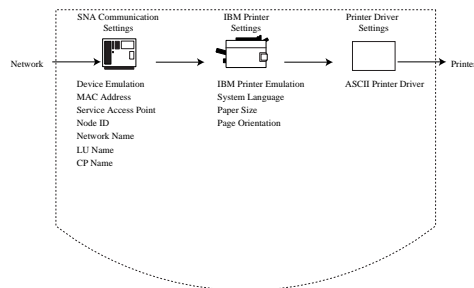 SNA Communication
Settings
IBM Printer
Settings
Printer Driver
Settings
Network
Printer
Device Emulation
MAC Address
Service Access Point
Node ID
Network Name
LU Name
CP Name
IBM Printer Emulation
System Language
Paper Size
Page Orientation
ASCII Printer Driver